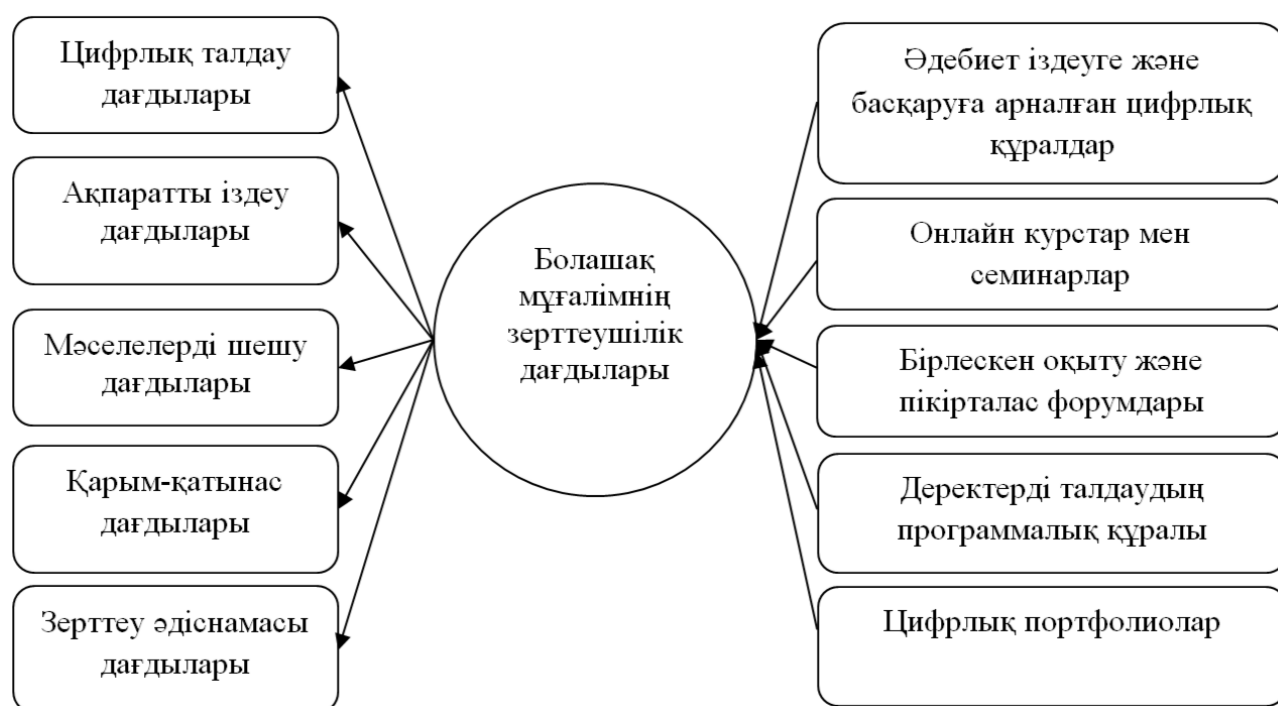 Цифрлық талдау
дағдылары
Ақпаратты іздеу
дағдылары
Мәселелерді шешу
дағдылары
Қарым-қатынас
дағдылары
Зерттеу әдіснамасы
дағдылары
Болашақ
мұғалімнің
зерттеушілік
дағдылары
Әдебиет іздеуге және
басқаруға арналған цифрлық
құралдар
Онлайн курстар мен
семинарлар
Бірлескен оқыту және
пікірталас форумдары
Деректерді талдаудың
программалық құралы
Цифрлық портфолиолар